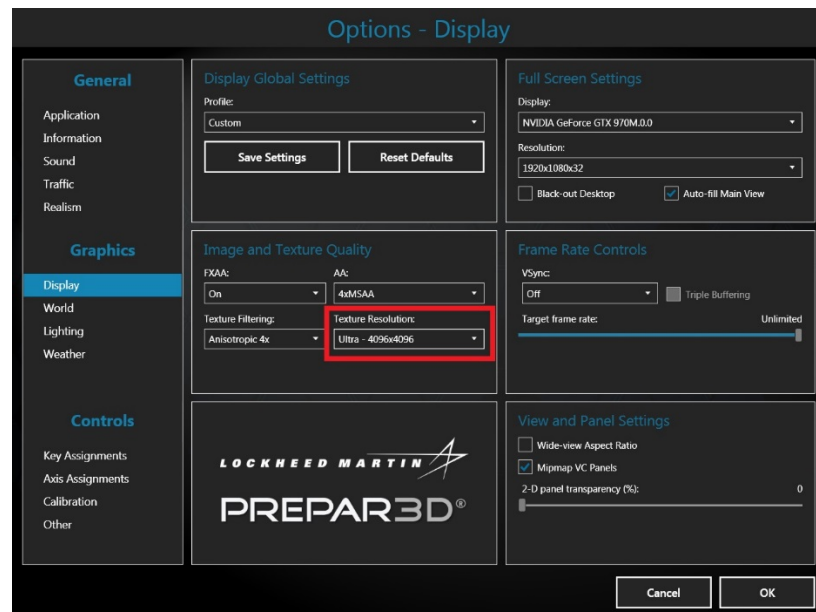 Options - Display
General
Application
Information
Sound
Traffic
Realism
Graphics
Display
World
Lighting
Weather
Controls
Key Assignments
Axis Assignments
Calibration
Other
Display Global Settings
Profile:
Custom
Save Settings
Reset Defaults
Full Screen Settings
Display:
NVIDIA GeForce GTX 970M.0.0
Resolution:
1920x1080x32
Black-out Desktop
Auto-fill Main View
Image and Texture Quality
FXAA:
AA:
On
4xMSAA
Texture Filtering:
Texture Resolution:
Anisotropic 4x
Ultra - 4096x4096
Frame Rate Controls
VSync:
Off
Triple Buffering
Target frame rate:
Unlimited
LOCKHEED MARTIN
PREPAR3D®
View and Panel Settings
Wide-view Aspect Ratio
Mipmap VC Panels
2-D panel transparency (%):
0
Cancel
OK